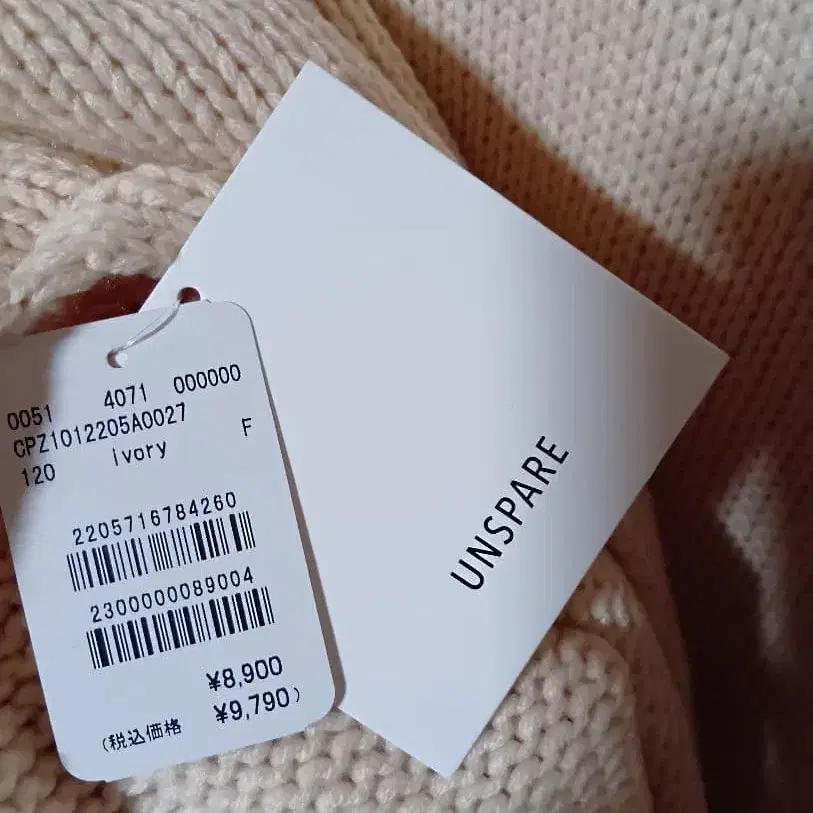 0051 4071 000000
CPZ1012205A0027
120 ivory F
2205716784260
2300000089004
¥8,900
(税込価格 ¥9,790)
UNSPARE